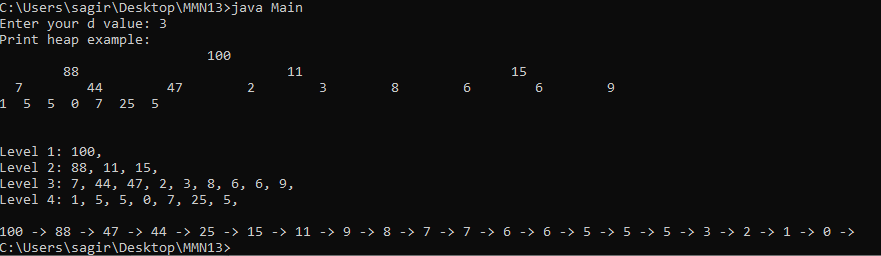 C:\Users\sagir\Desktop\MMN13>java Main
Enter your d value: 3
Print heap example:
100
88 11 15
7 44 47 2 3 8 6 6 9
1 5 5 0 7 25 5
Level 1: 100,
Level 2: 88, 11, 15,
Level 3: 7, 44, 47, 2, 3, 8, 6, 6, 9,
Level 4: 1, 5, 5, 0, 7, 25, 5,
100 -> 88 -> 47 -> 44 -> 25 -> 15 -> 11 -> 9 -> 8 -> 7 -> 7 -> 6 -> 6 -> 5 -> 5 -> 5 -> 3 -> 2 -> 1 -> 0 ->
C:\Users\sagir\Desktop\MMN13>